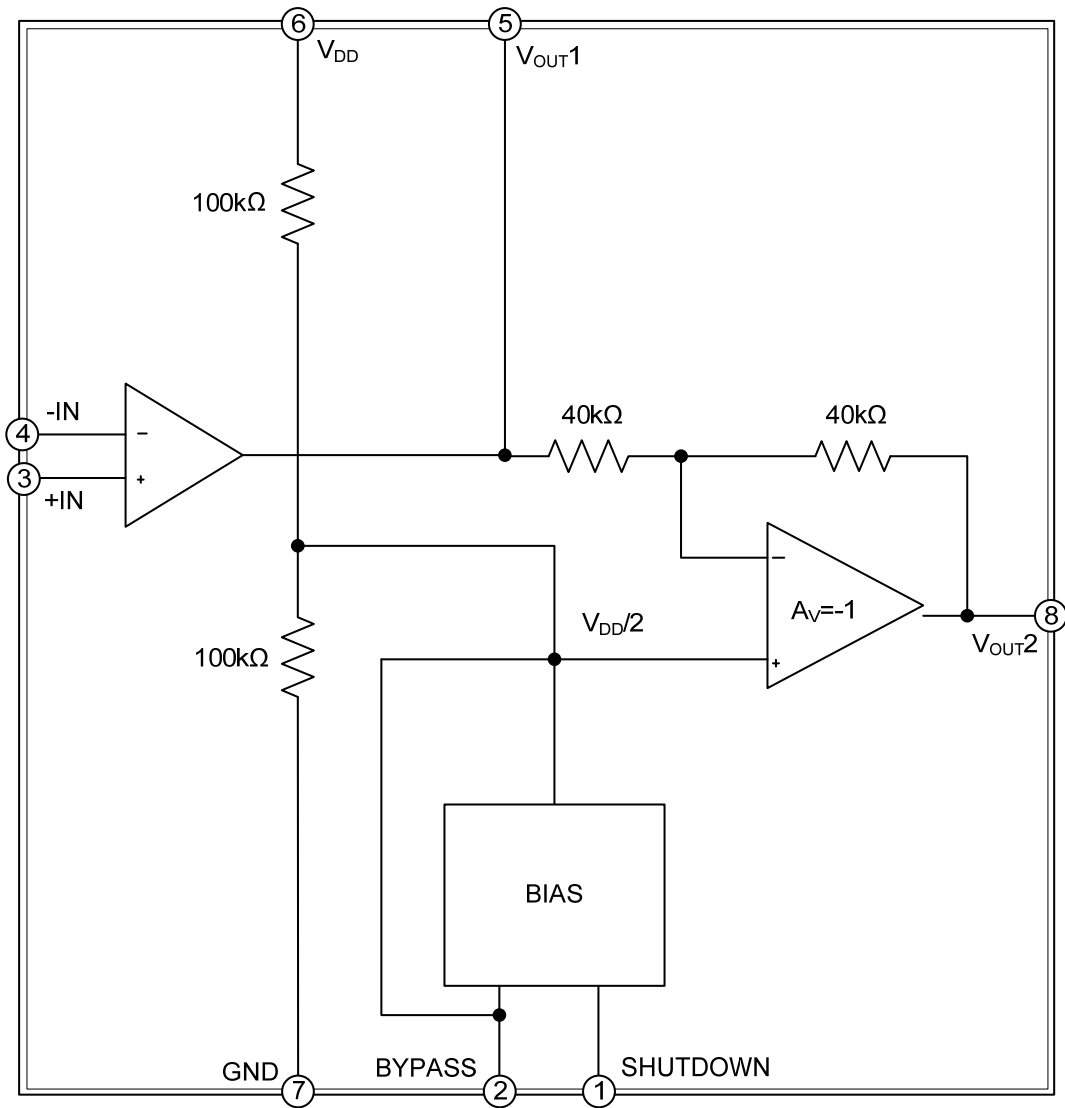 6
5
V_DD
V_OUT1
100kΩ
-IN
4
−
3
+
+IN
40kΩ
40kΩ
−
A_V=-1
V_DD/2
8
V_OUT2
100kΩ
+
BIAS
GND
BYPASS
SHUTDOWN
7
2
1